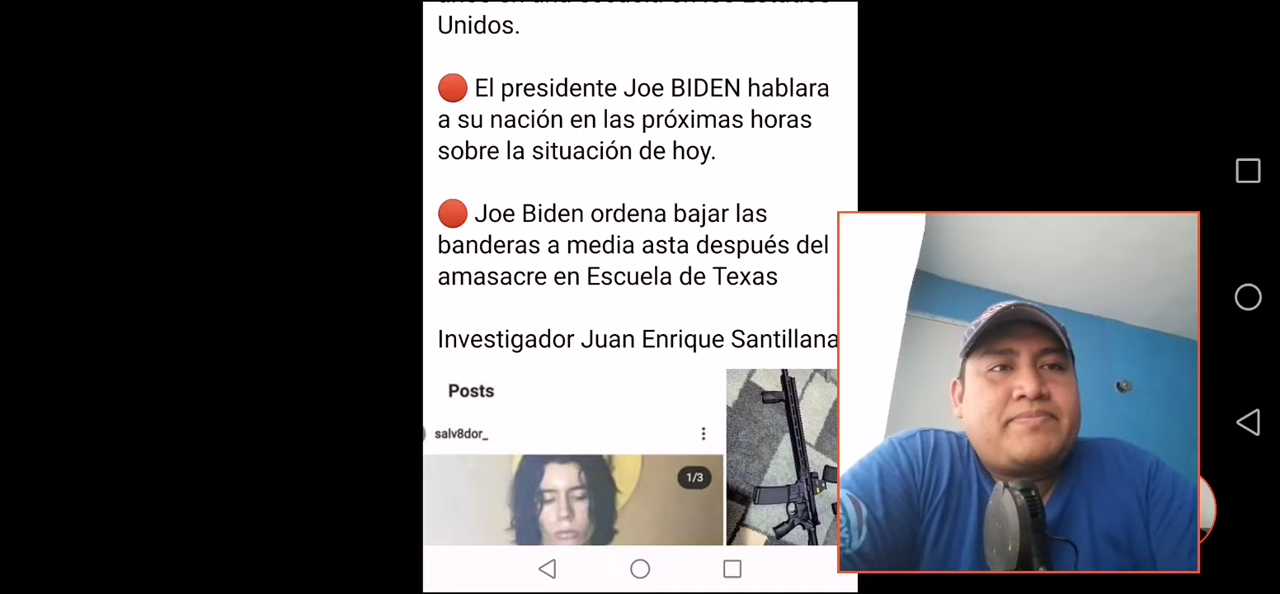 Unidos.
🔴 El presidente Joe BIDEN hablara
a su nación en las próximas horas
sobre la situación de hoy.
🔴 Joe Biden ordena bajar las
banderas a media asta después del
amasacre en Escuela de Texas
Investigador Juan Enrique Santillana
Posts
salv8dor_
1/3